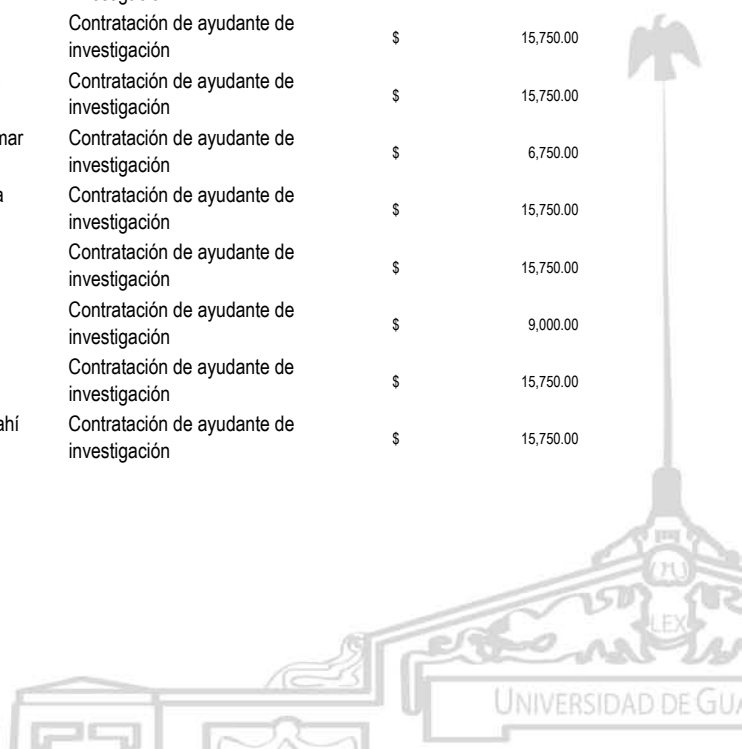 Contratación de ayudante de
investigación
$ 15,750.00
Contratación de ayudante de
investigación
$ 15,750.00
mar
Contratación de ayudante de
investigación
$ 6,750.00
a
Contratación de ayudante de
investigación
$ 15,750.00
Contratación de ayudante de
investigación
$ 15,750.00
Contratación de ayudante de
investigación
$ 9,000.00
Contratación de ayudante de
investigación
$ 15,750.00
ahí
Contratación de ayudante de
investigación
$ 15,750.00
LEX
UNIVERSIDAD DE GUA